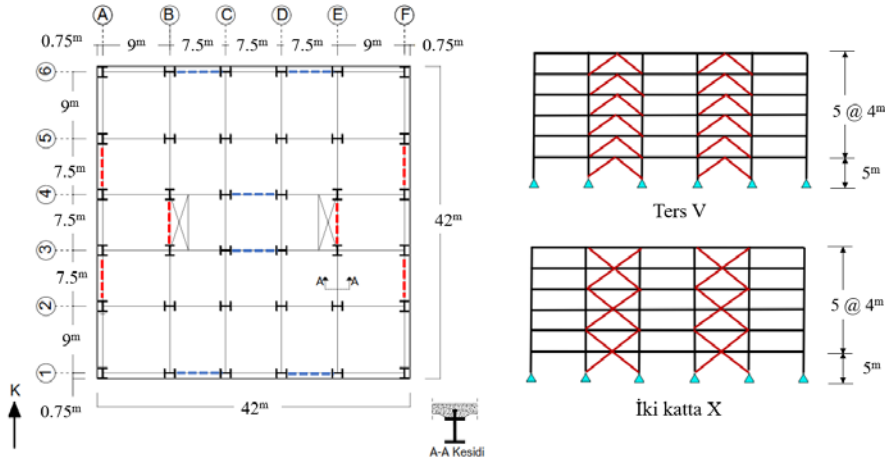 A B C D E F
0.75m 9m 7.5m 7.5m 7.5m 9m 0.75m
6
9m
5
7.5m
4
7.5m
3
7.5m
2
9m
1
0.75m
42m
42m
A A
K
A-A Kesidi
5 @ 4m
5m
Ters V
5 @ 4m
5m
İki katta X